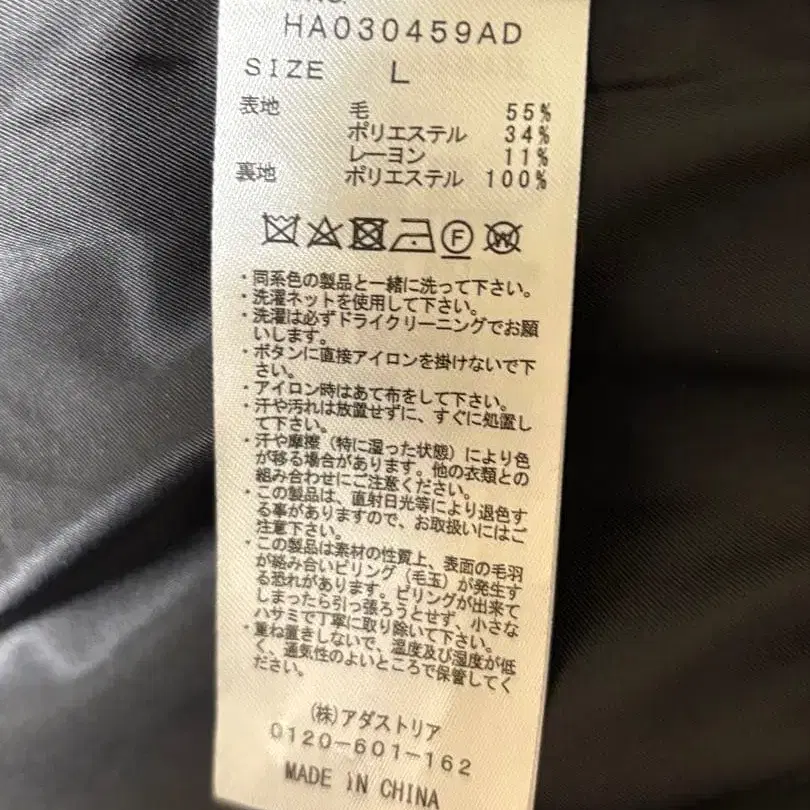 HA030459AD
SIZE L
表地 毛 55%
ポリエステル 34%
レーヨン 11%
裏地 ポリエステル 100%
F W
・同系色の製品と一緒に洗って下さい。
・洗濯ネットを使用して下さい。
・洗濯は必ずドライクリーニングでお願
いします。
・ボタンに直接アイロンを掛けないで下
さい。
・アイロン時はあて布をして下さい。
・汗や汚れは放置せずに、すぐに処置し
て下さい。
・汗や摩擦（特に湿った状態）により色
が移る場合があります。他の衣類との
組み合わせにご注意ください。
・この製品は、直射日光等により退色す
る事がありますので、お取扱いにはご
注意下さい。
・この製品は素材の性質上、表面の毛羽
が絡み合いピリング（毛玉）が発生す
る恐れがあります。ピリングが出来て
しまったら引っ張ろうとせず、小さな
ハサミで丁寧に取り除いて下さい。
・重ね置きしないで、温度及び湿度が低
く、通気性のよいところで保管してく
ださい。
(株)アダストリア
0120-601-162
MADE IN CHINA